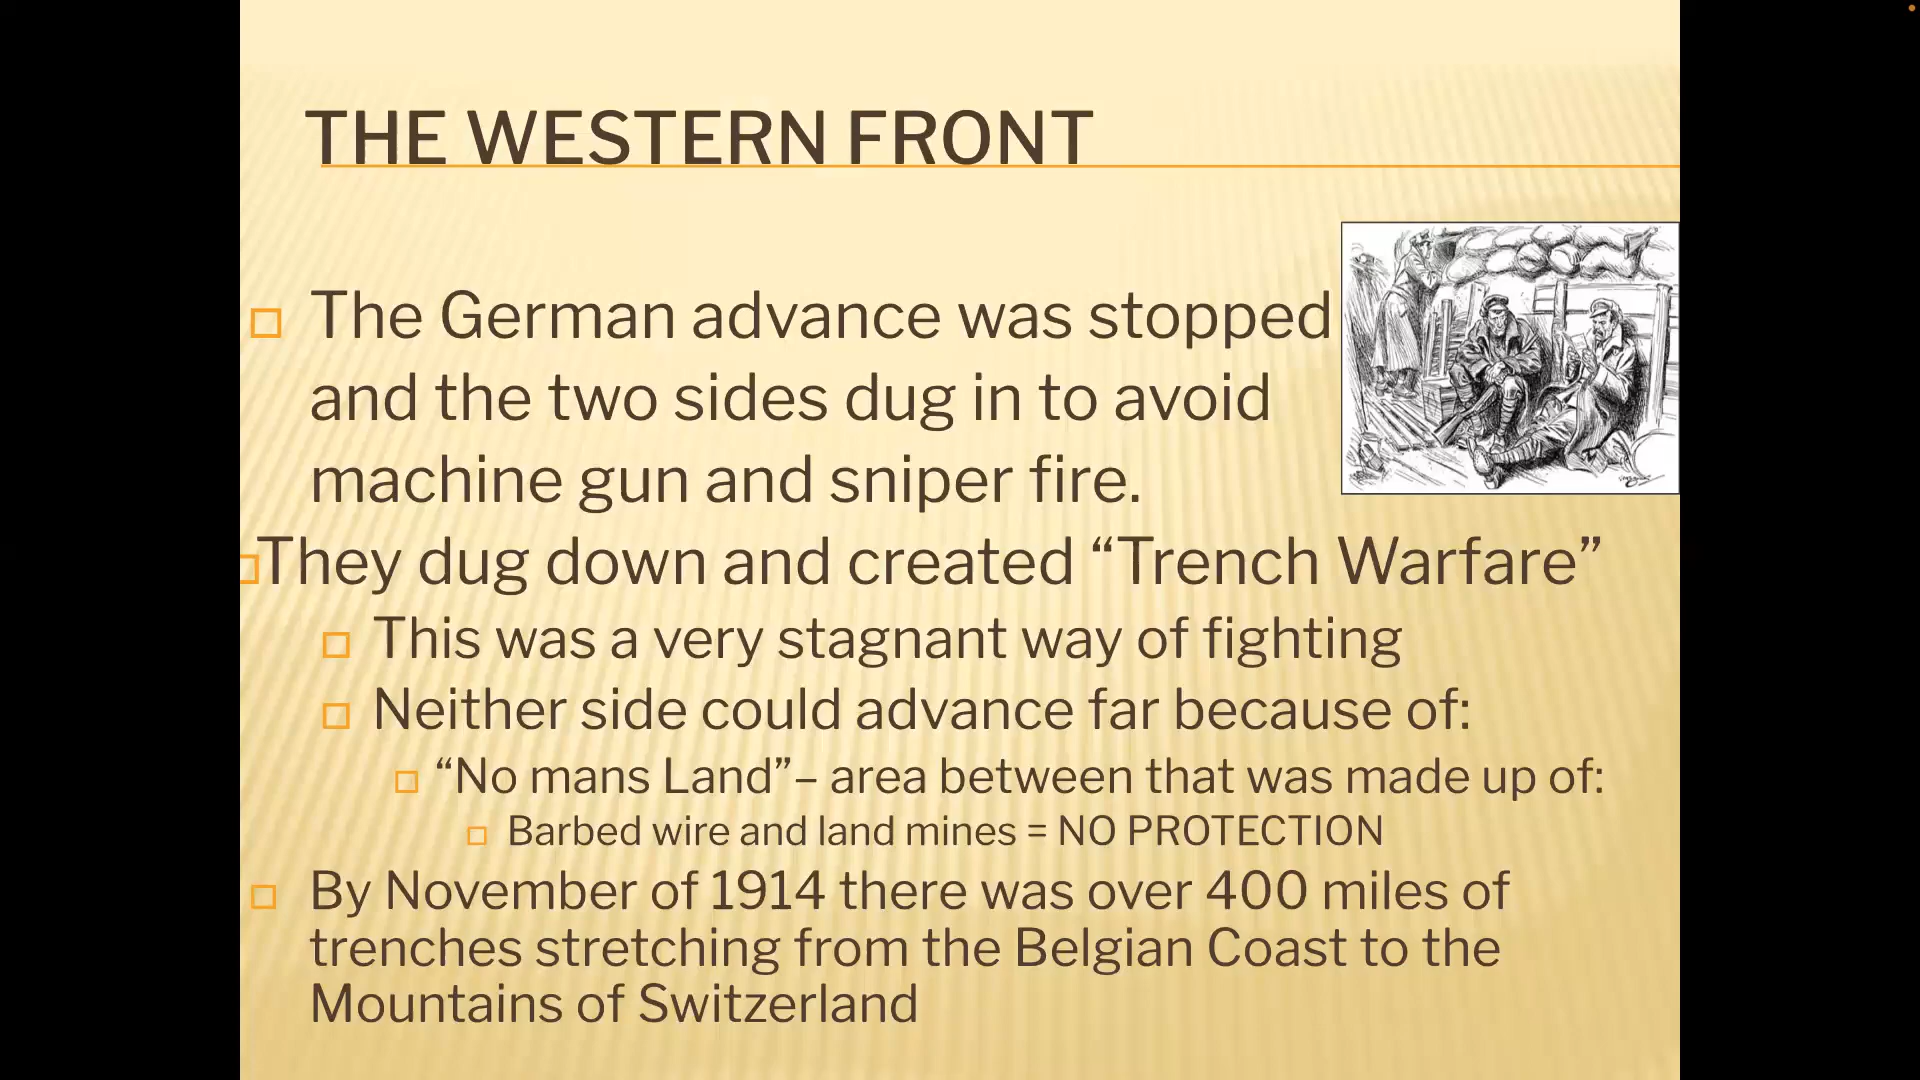 THE WESTERN FRONT
The German advance was stopped
and the two sides dug in to avoid
machine gun and sniper fire.
They dug down and created “Trench Warfare”
This was a very stagnant way of fighting
Neither side could advance far because of:
“No mans Land”– area between that was made up of:
Barbed wire and land mines = NO PROTECTION
By November of 1914 there was over 400 miles of
trenches stretching from the Belgian Coast to the
Mountains of Switzerland